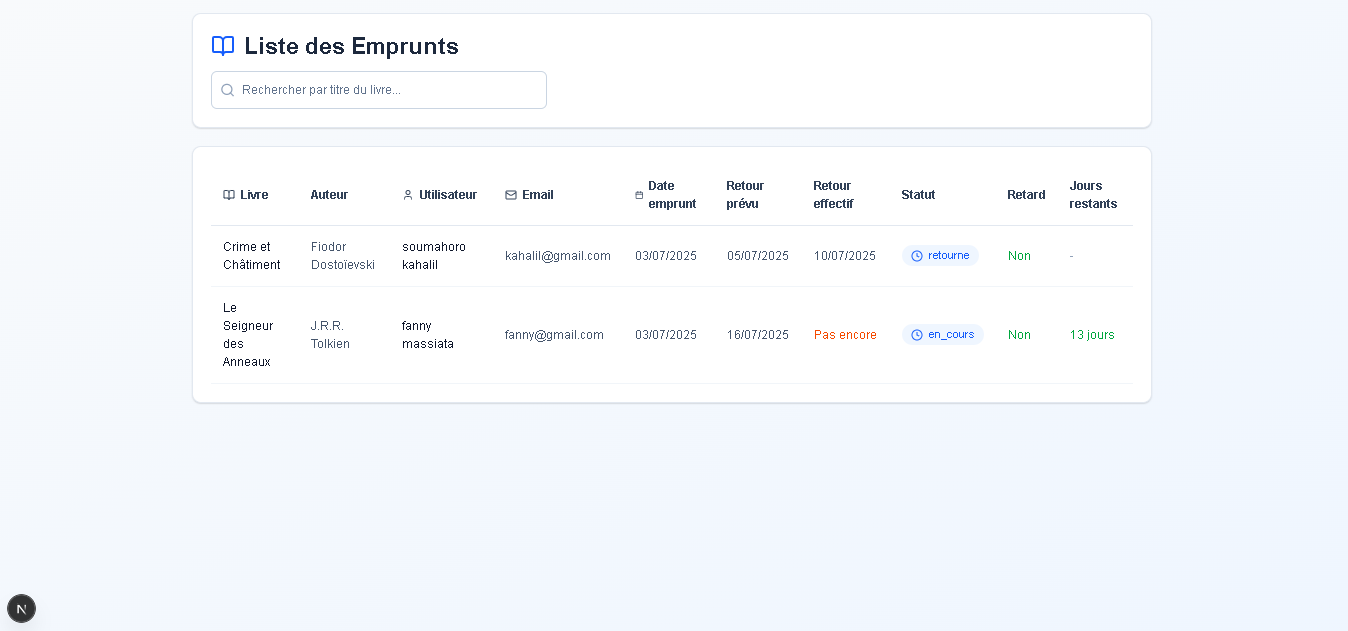 Liste des Emprunts
Rechercher par titre du livre...
Livre Auteur Utilisateur Email Date emprunt Retour prévu Retour effectif Statut Retard Jours restants
Crime et Châtiment Fiodor Dostoïevski soumahoro kahalil kahalil@gmail.com 03/07/2025 05/07/2025 10/07/2025 retourne Non -
Le Seigneur des Anneaux J.R.R. Tolkien fanny massiata fanny@gmail.com 03/07/2025 16/07/2025 Pas encore en_cours Non 13 jours
N